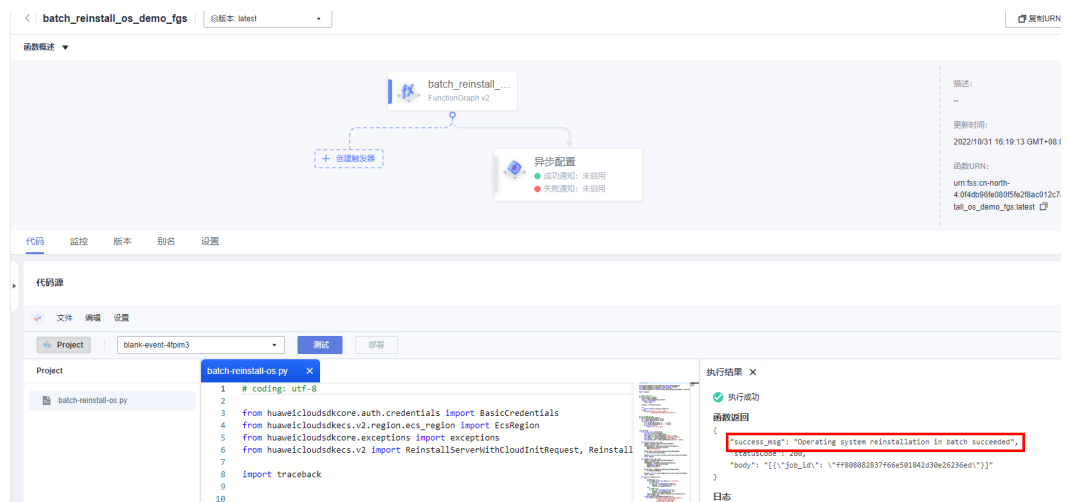 batch_reinstall_os_demo_fgs
版本: latest
复制URN
函数概述
batch_reinstall_...
FunctionGraph v2
+ 创建触发器
异步配置
成功通知：未启用
失败通知：未启用
描述：
--
更新时间：
2022/10/31 16:19:13 GMT+08:0
函数URN：
urn:fss:cn-north-
4:0f4db96fe080f5fe2f8ac012c7a
tall_os_demo_fgs:latest
代码 监控 版本 别名 设置
代码源
文件 编辑 设置
Project blank-event-4fpim3 测试 部署
Project
batch-reinstall-os.py
batch-reinstall-os.py
1 # coding: utf-8
2
3 from huaweicloudsdkcore.auth.credentials import BasicCredentials
4 from huaweicloudsdkecs.v2.region.ecs_region import EcsRegion
5 from huaweicloudsdkcore.exceptions import exceptions
6 from huaweicloudsdkecs.v2 import ReinstallServerWithCloudInitRequest, Reinstall
7
8 import traceback
9
10
执行结果
执行成功
函数返回
{
"success_msg": "Operating system reinstallation in batch succeeded",
"statusCode": 200,
"body": "[{\"job_id\": \"ff808082837f66e501842d30e26236ed\"}]"
}
日志